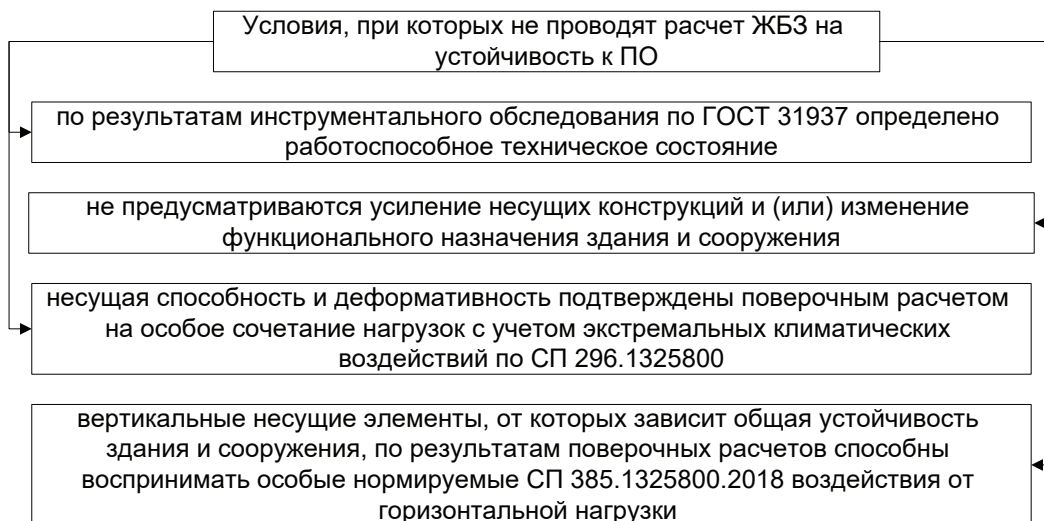 Условия, при которых не проводят расчет ЖБЗ на
устойчивость к ПО
по результатам инструментального обследования по ГОСТ 31937 определено
работоспособное техническое состояние
не предусматриваются усиление несущих конструкций и (или) изменение
функционального назначения здания и сооружения
несущая способность и деформативность подтверждены поверочным расчетом
на особое сочетание нагрузок с учетом экстремальных климатических
воздействий по СП 296.1325800
вертикальные несущие элементы, от которых зависит общая устойчивость
здания и сооружения, по результатам поверочных расчетов способны
воспринимать особые нормируемые СП 385.1325800.2018 воздействия от
горизонтальной нагрузки